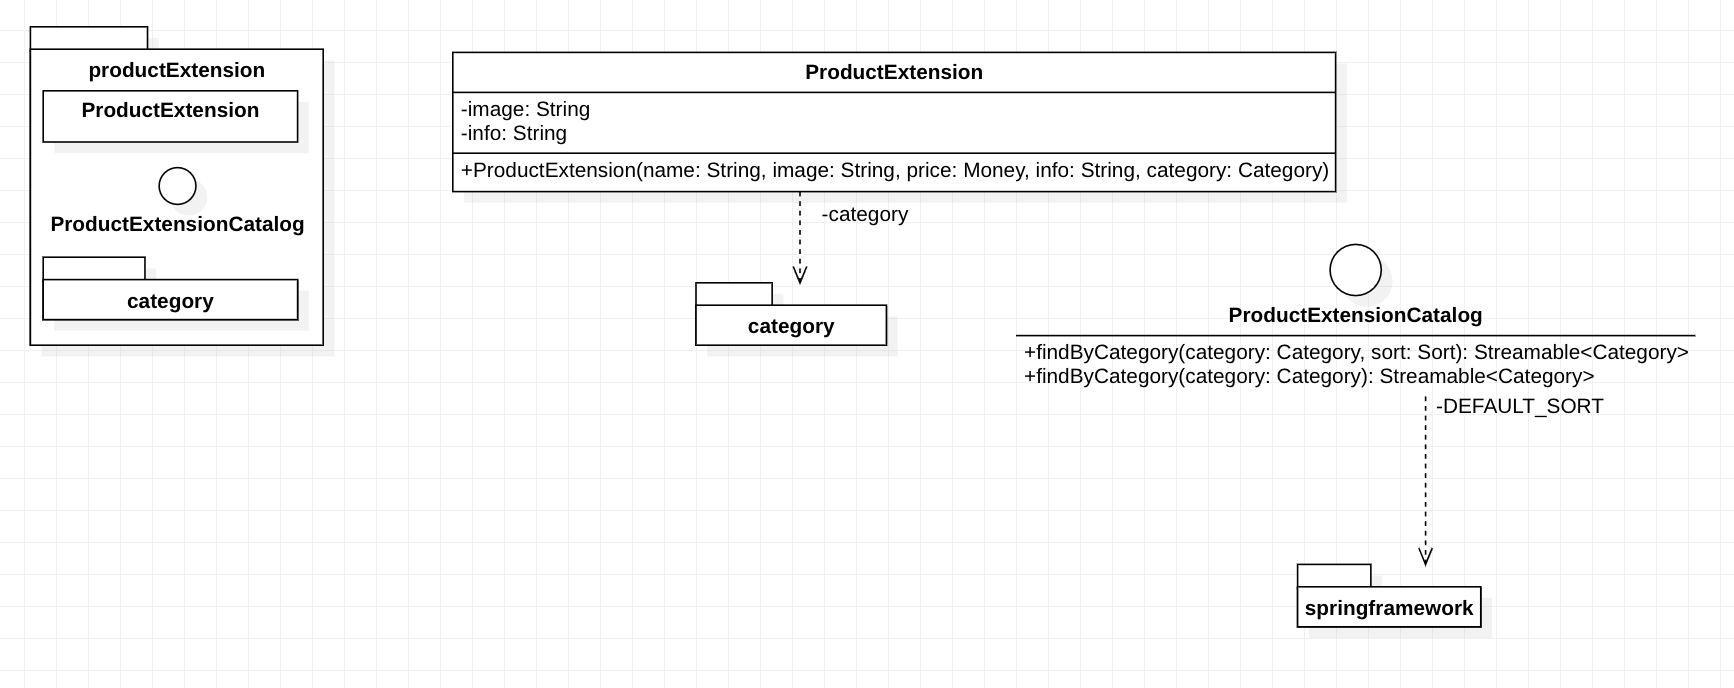 productExtension
ProductExtension
ProductExtensionCatalog
category
ProductExtension
-image: String
-info: String
+ProductExtension(name: String, image: String, price: Money, info: String, category: Category)
-category
category
ProductExtensionCatalog
+findByCategory(category: Category, sort: Sort): Streamable<Category>
+findByCategory(category: Category): Streamable<Category>
-DEFAULT_SORT
springframework